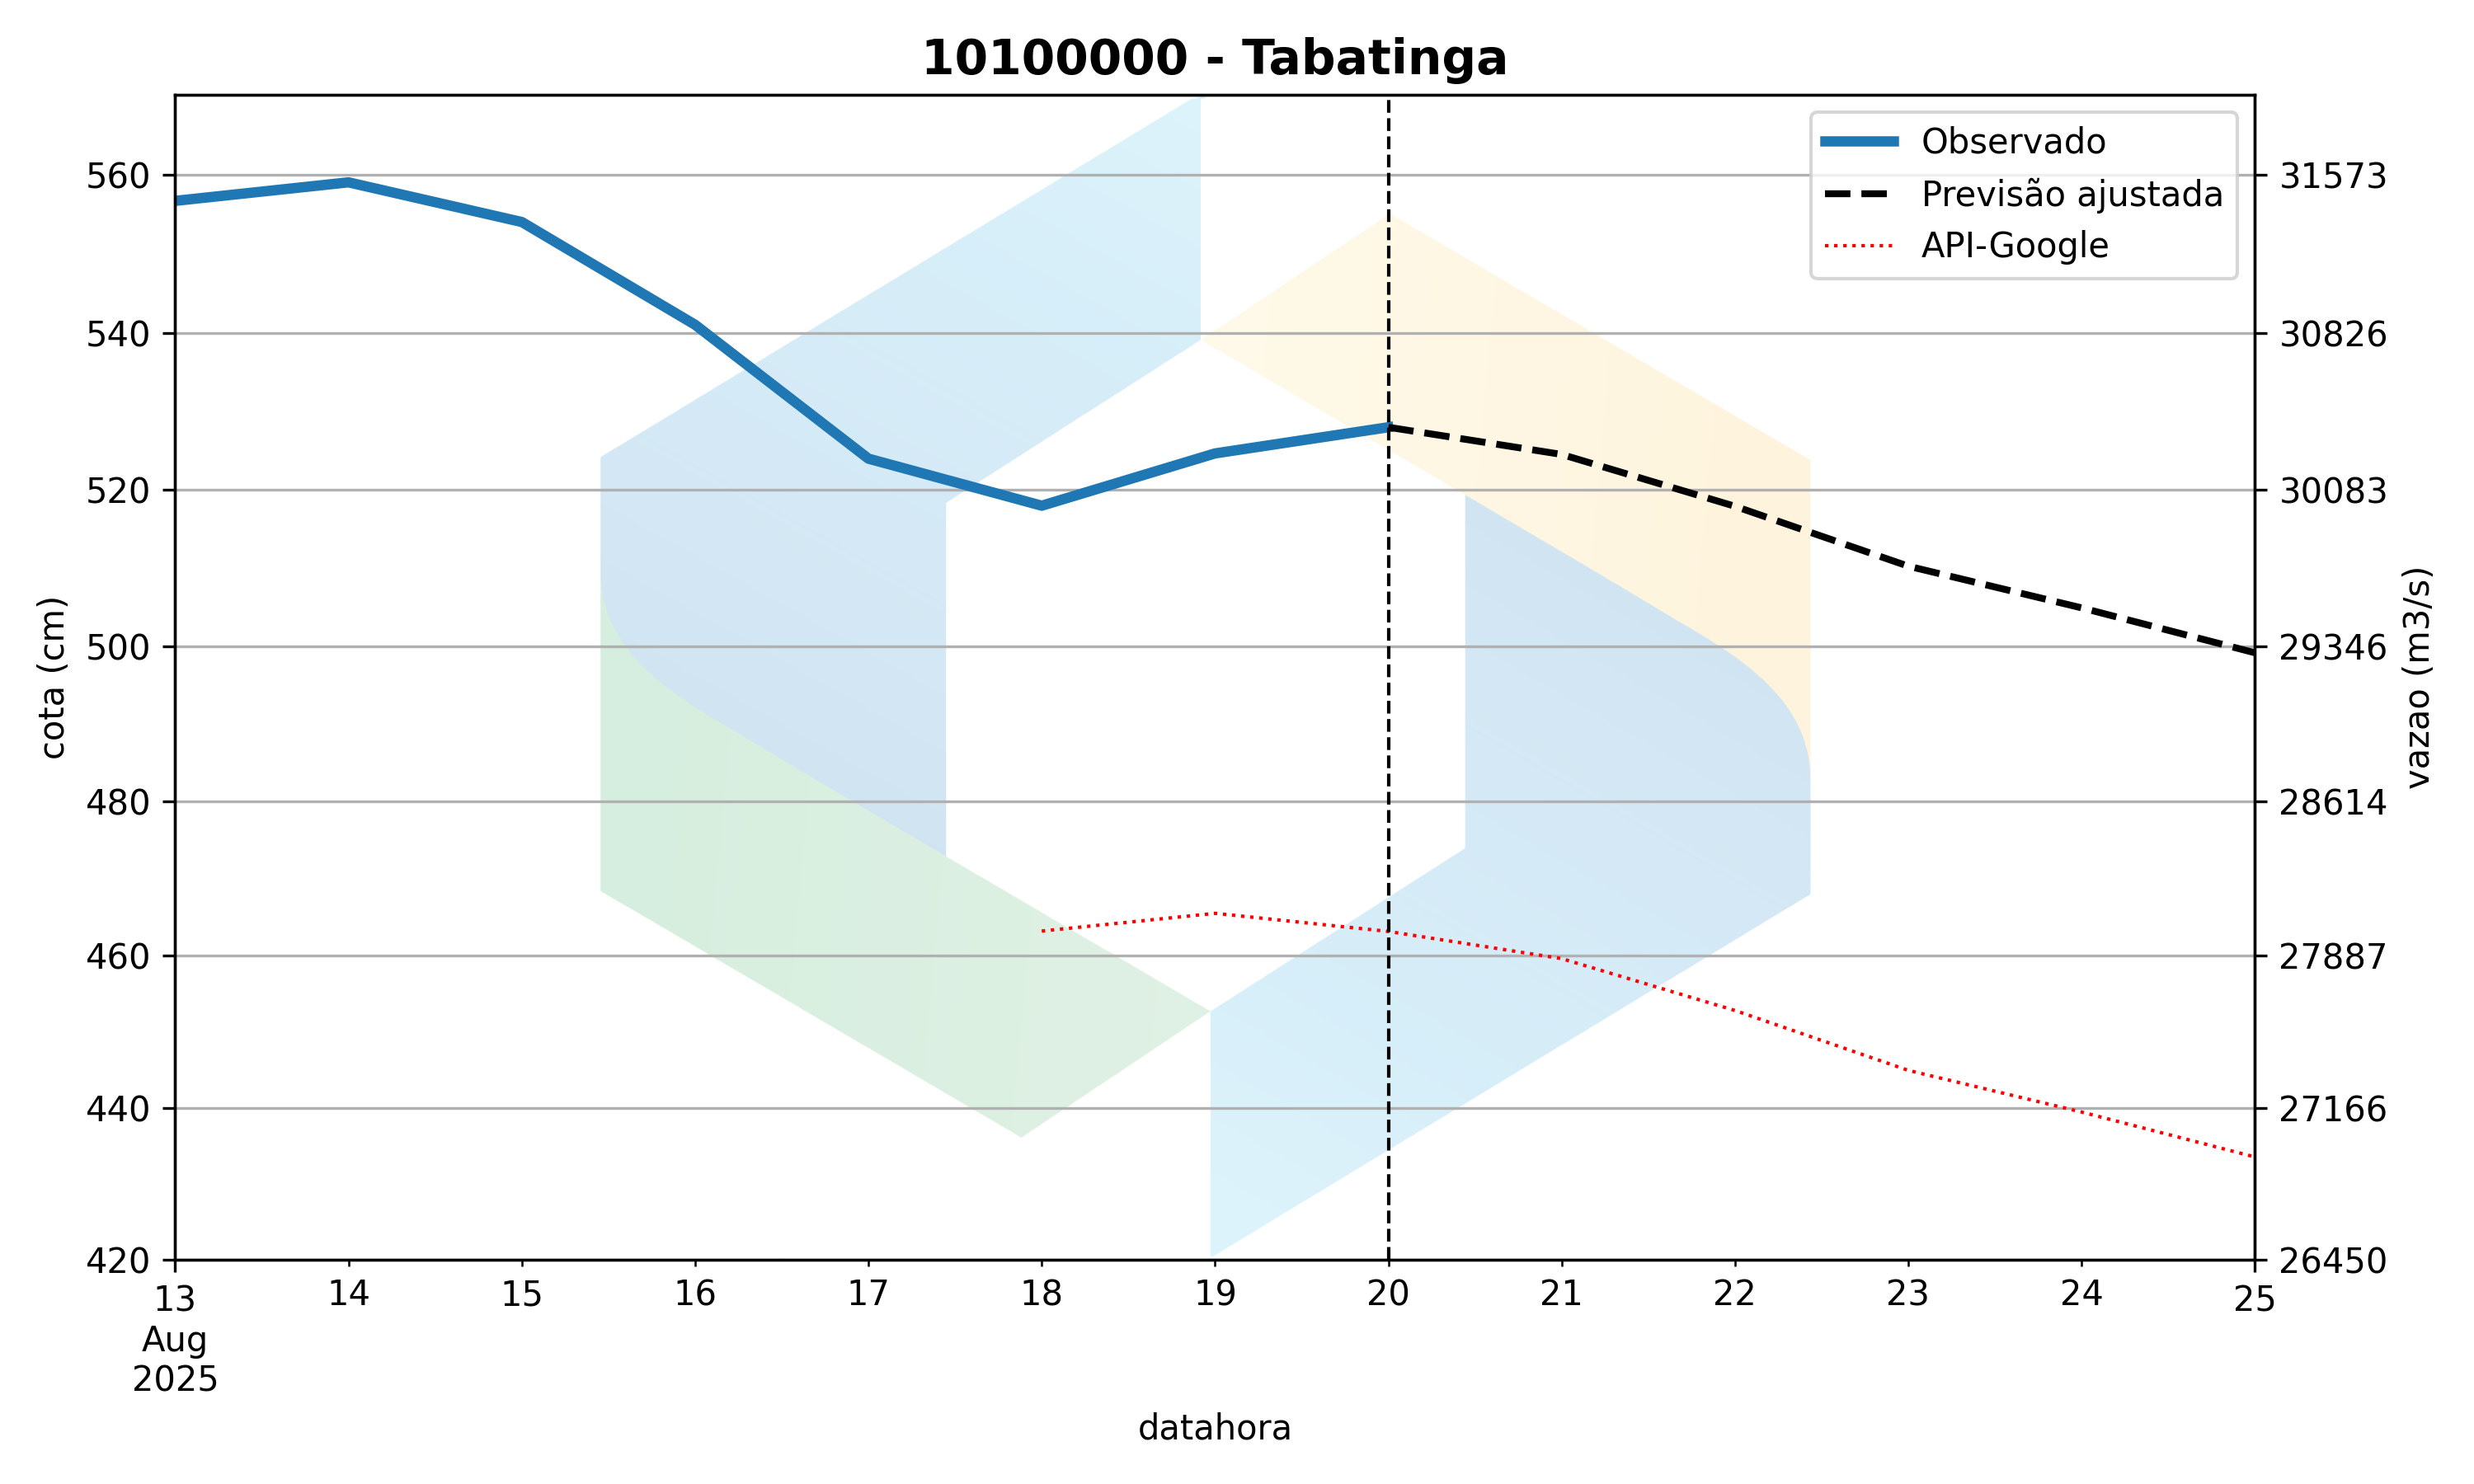 10100000 - Tabatinga
Observado
Previsão ajustada
API-Google
560
540
520
500
480
460
440
420
cota (cm)
31573
30826
30083
29346
28614
27887
27166
26450
vazao (m3/s)
13 14 15 16 17 18 19 20 21 22 23 24 25
Aug
2025
datahora